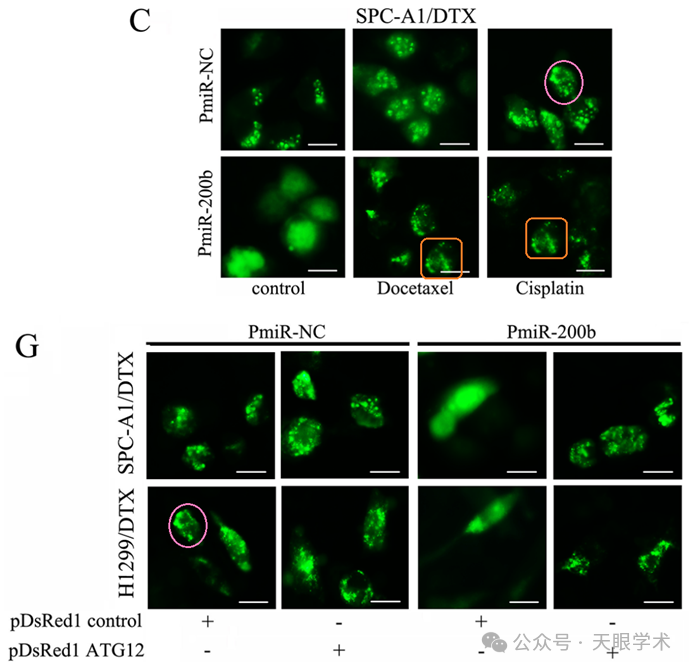 C
SPC-A1/DTX
PmiR-NC
PmiR-200b
control Docetaxel Cisplatin
G
PmiR-NC PmiR-200b
SPC-A1/DTX
H1299/DTX
pDsRed1 control + - + -
pDsRed1 ATG12 - + - +
公众号 · 天眼学术